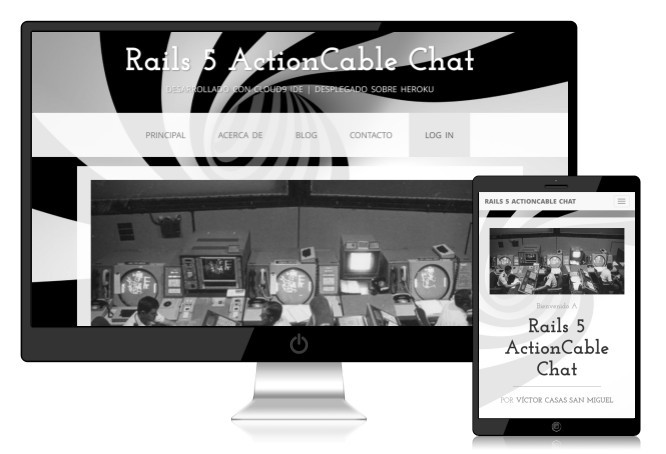 Rails 5 ActionCable Chat
DESARROLLADO CON CLOUD9 IDE | DESPLEGADO SOBRE HEROKU
PRINCIPAL ACERCA DE BLOG CONTACTO LOG IN
RAILS 5 ACTIONCABLE CHAT
Bienvenido A
Rails 5
ActionCable
Chat
POR VÍCTOR CASAS SAN MIGUEL